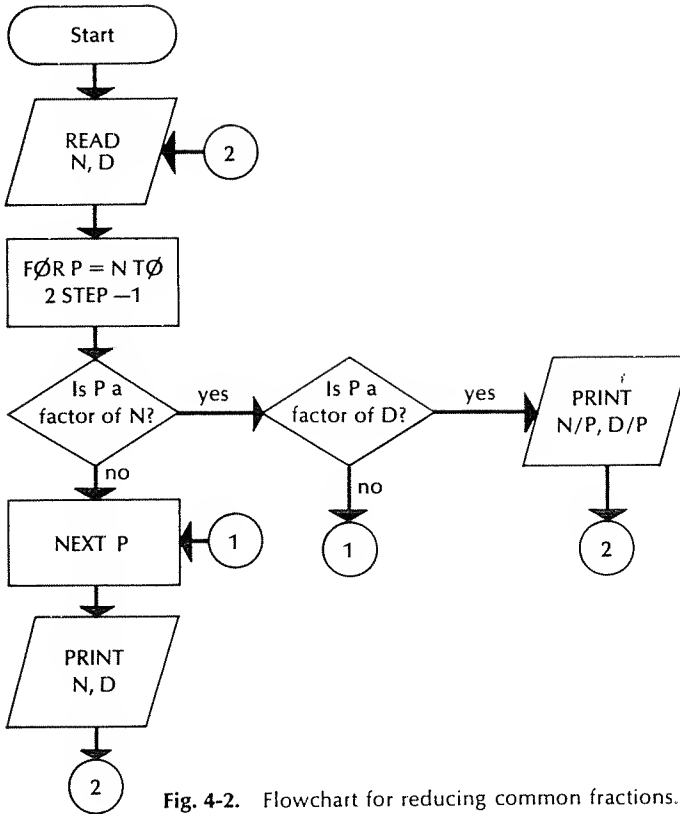 Start
READ
N, D
2
FØR P = N TØ
2 STEP −1
Is P a
factor of N?
yes
Is P a
factor of D?
yes
PRINT
N/P, D/P
no
no
NEXT P
1
1
2
PRINT
N, D
2
Fig. 4-2. Flowchart for reducing common fractions.